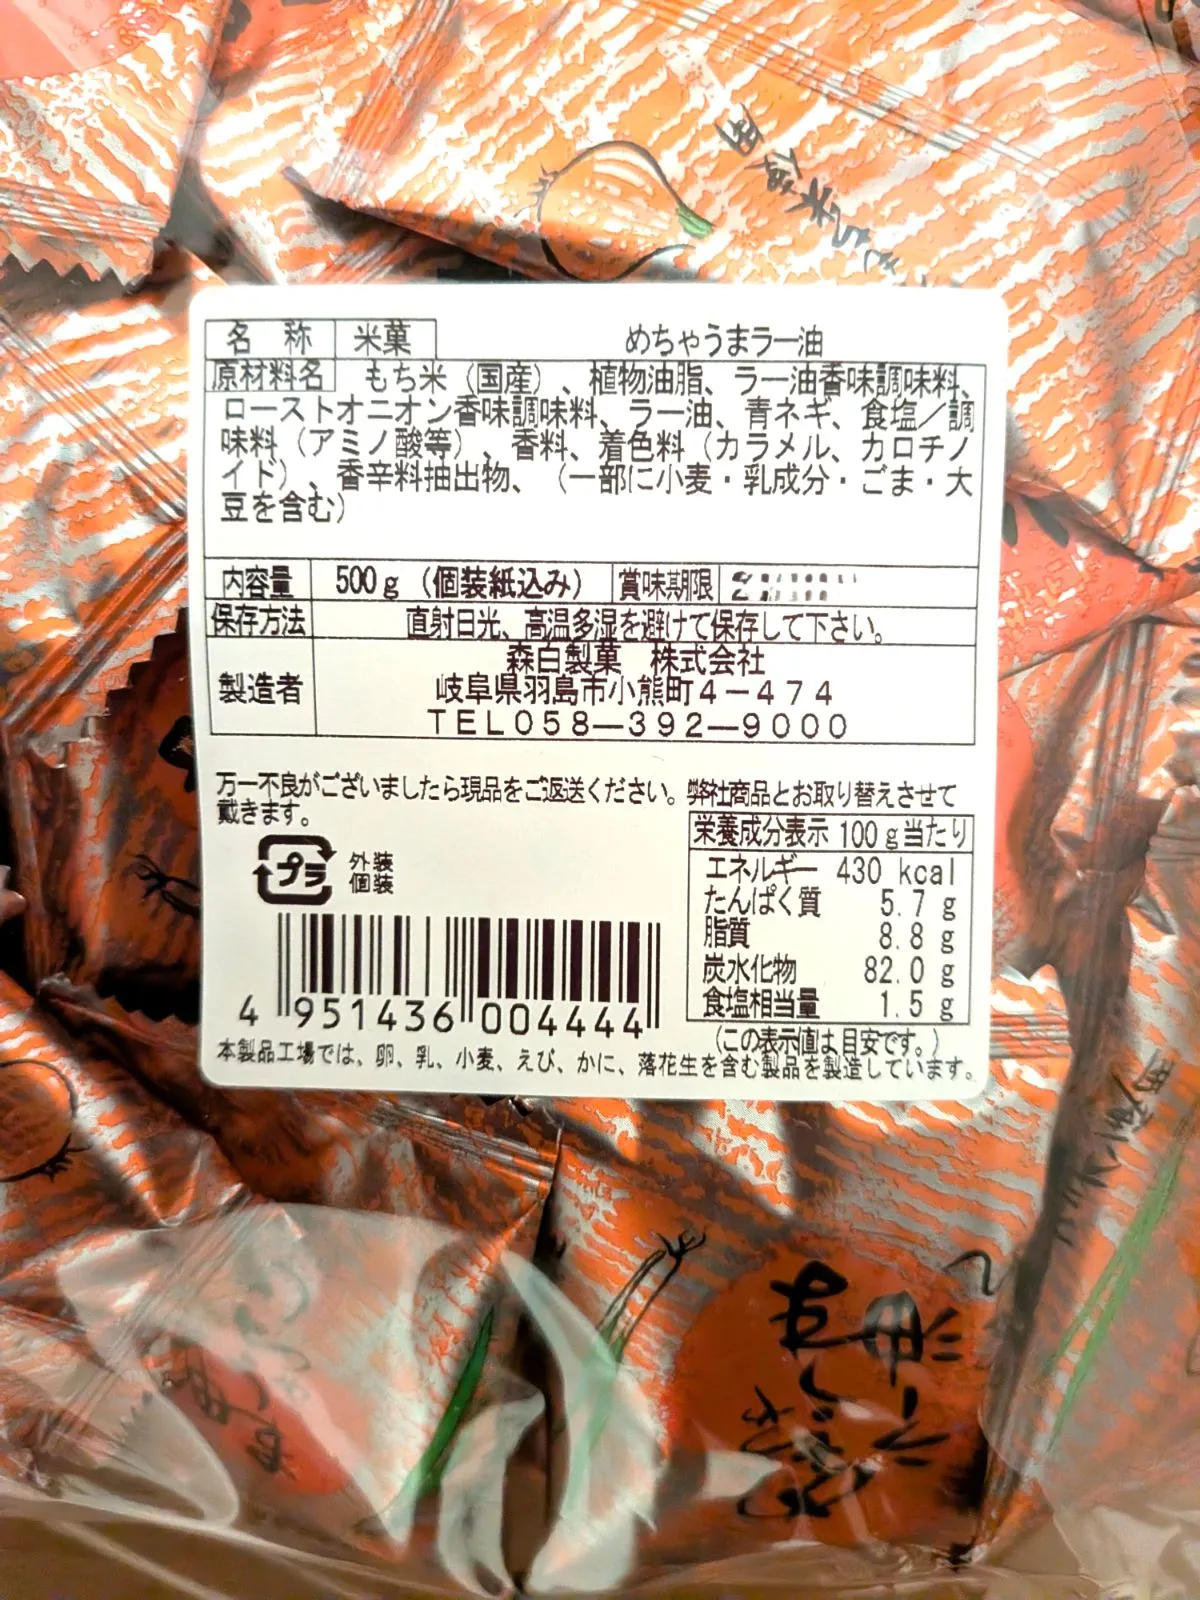 名 称 米菓 めちゃうまラー油
原材料名 もち米（国産）、植物油脂、ラー油香味調味料、
ローストオニオン香味調味料、ラー油、青ネギ、食塩／調
味料（アミノ酸等）、香料、着色料（カラメル、カロチノ
イド）、香辛料抽出物、（一部に小麦・乳成分・ごま・大
豆を含む）
内容量 500g（個装紙込み） 賞味期限
保存方法 直射日光、高温多湿を避けて保存して下さい。
製造者 森白製菓 株式会社
岐阜県羽島市小熊町4－474
TEL058―392―9000
万一不良がございましたら現品をご返送ください。弊社商品とお取り替えさせて
戴きます。
プラ 外装
個装
栄養成分表示 100g当たり
エネルギー 430 kcal
たんぱく質 5.7 g
脂質 8.8 g
炭水化物 82.0 g
食塩相当量 1.5 g
（この表示値は目安です。）
4 951436 004444
本製品工場では、卵、乳、小麦、えび、かに、落花生を含む製品を製造しています。